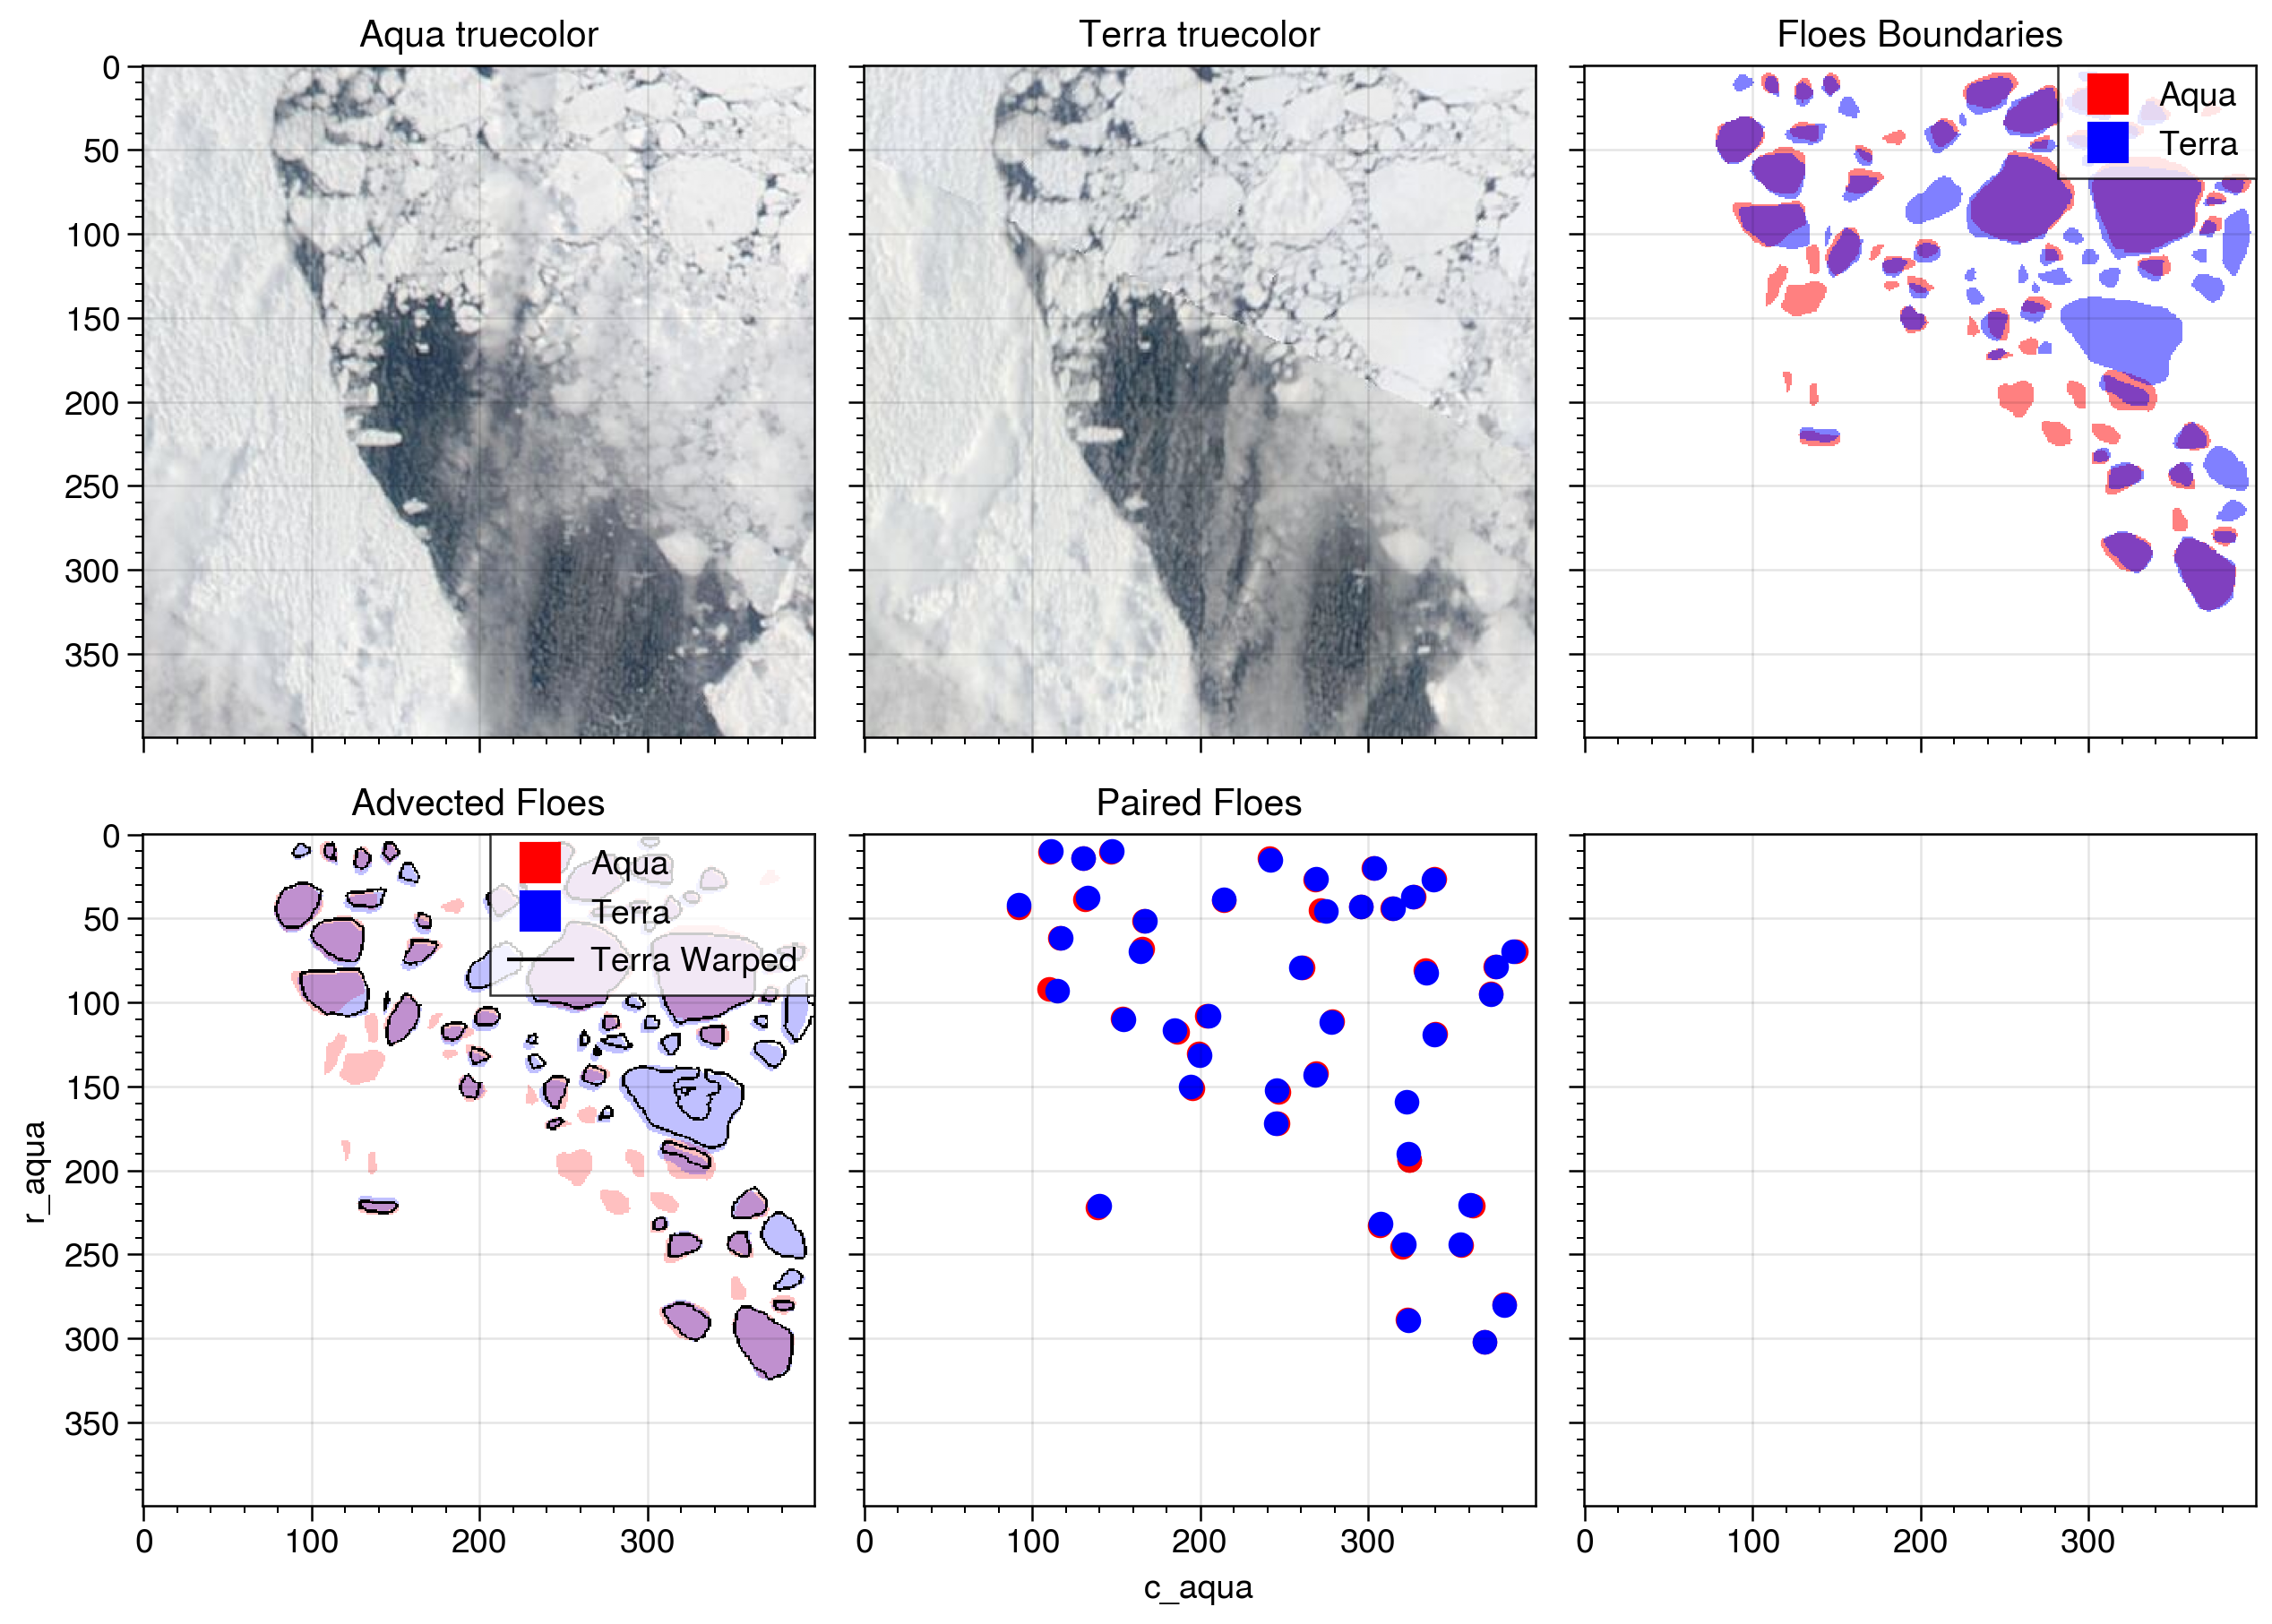 Aqua truecolor
Terra truecolor
Floes Boundaries
0
50
100
150
200
250
300
350
Aqua
Terra
Advected Floes
Paired Floes
0
50
100
150
200
250
300
350
r_aqua
Aqua
Terra
Terra Warped
0 100 200 300
0 100 200 300
0 100 200 300
c_aqua